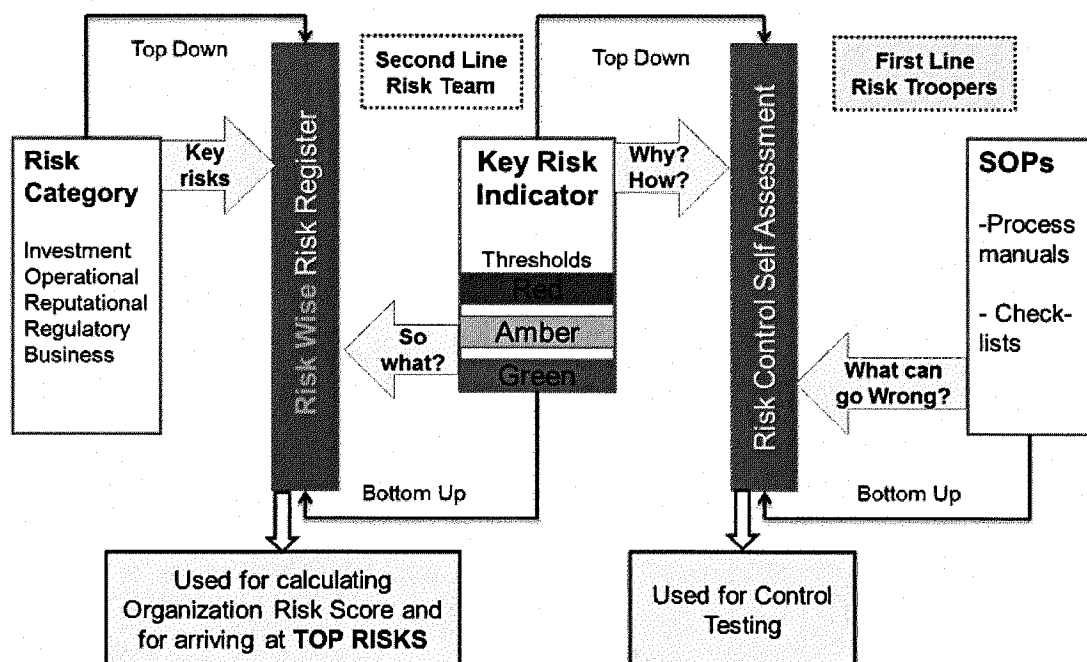 Top Down
Second Line
Risk Team
Top Down
First Line
Risk Troopers
Risk
Category
Investment
Operational
Reputational
Regulatory
Business
Key
risks
Risk Wise Risk Register
So
what?
Key Risk
Indicator
Thresholds
Red
Amber
Green
Why?
How?
Risk Control Self Assessment
What can
go Wrong?
SOPs
-Process
manuals
- Check-
lists
Bottom Up
Bottom Up
Used for calculating
Organization Risk Score and
for arriving at TOP RISKS
Used for Control
Testing